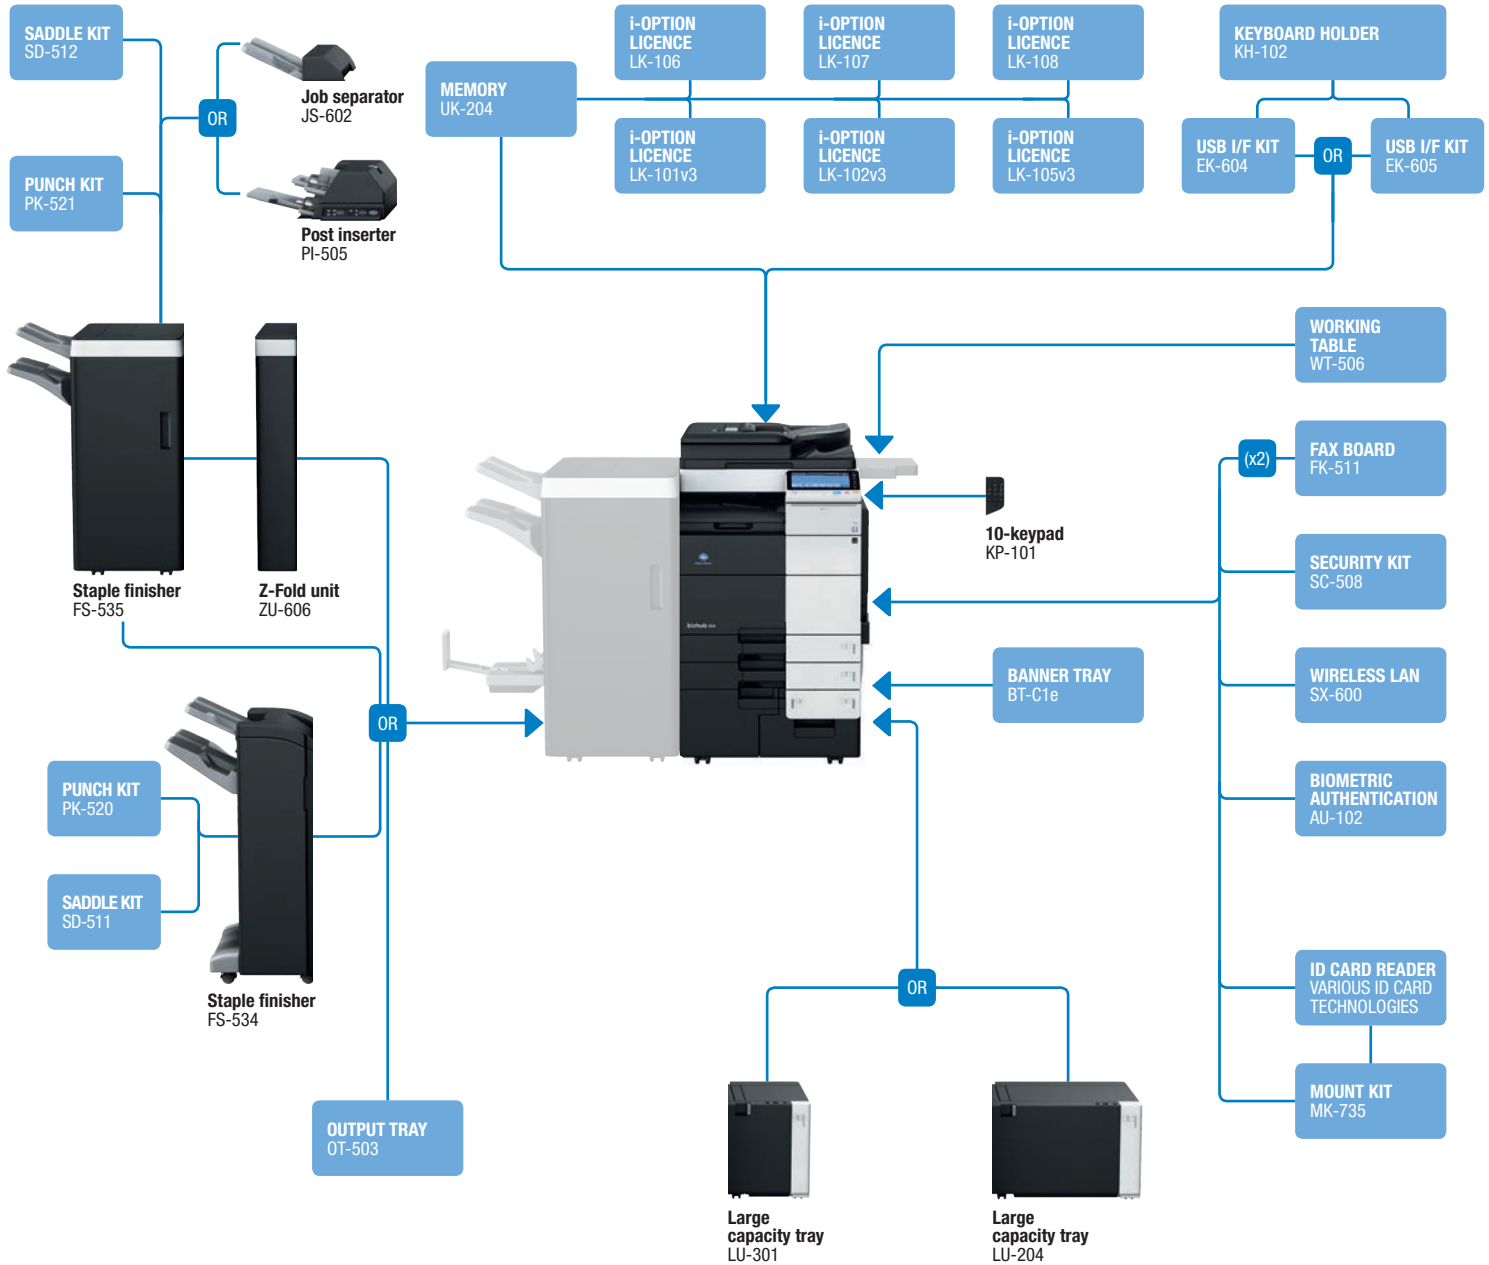 SADDLE KIT
SD-512
Job separator
JS-602
OR
PUNCH KIT
PK-521
Post inserter
PI-505
MEMORY
UK-204
i-OPTION
LICENCE
LK-106
i-OPTION
LICENCE
LK-107
i-OPTION
LICENCE
LK-108
i-OPTION
LICENCE
LK-101v3
i-OPTION
LICENCE
LK-102v3
i-OPTION
LICENCE
LK-105v3
KEYBOARD HOLDER
KH-102
USB I/F KIT
EK-604
OR
USB I/F KIT
EK-605
WORKING
TABLE
WT-506
(x2)
FAX BOARD
FK-511
10-keypad
KP-101
SECURITY KIT
SC-508
Staple finisher
FS-535
Z-Fold unit
ZU-606
bizhub
BANNER TRAY
BT-C1e
WIRELESS LAN
SX-600
OR
PUNCH KIT
PK-520
BIOMETRIC
AUTHENTICATION
AU-102
SADDLE KIT
SD-511
Staple finisher
FS-534
OR
ID CARD READER
VARIOUS ID CARD
TECHNOLOGIES
MOUNT KIT
MK-735
OUTPUT TRAY
OT-503
Large
capacity tray
LU-301
Large
capacity tray
LU-204